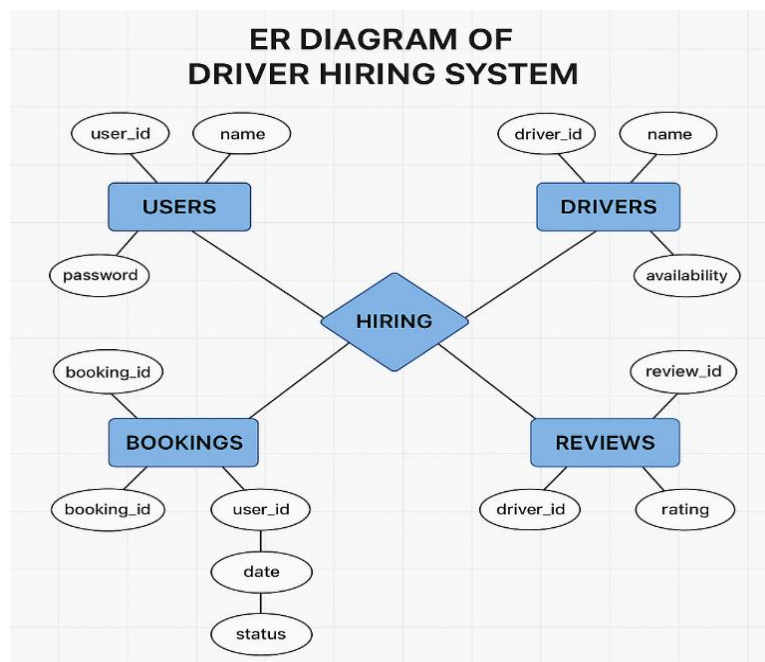 ER DIAGRAM OF
DRIVER HIRING SYSTEM
user_id
name
driver_id
name
USERS
DRIVERS
password
availability
HIRING
booking_id
review_id
BOOKINGS
REVIEWS
booking_id
user_id
driver_id
rating
date
status